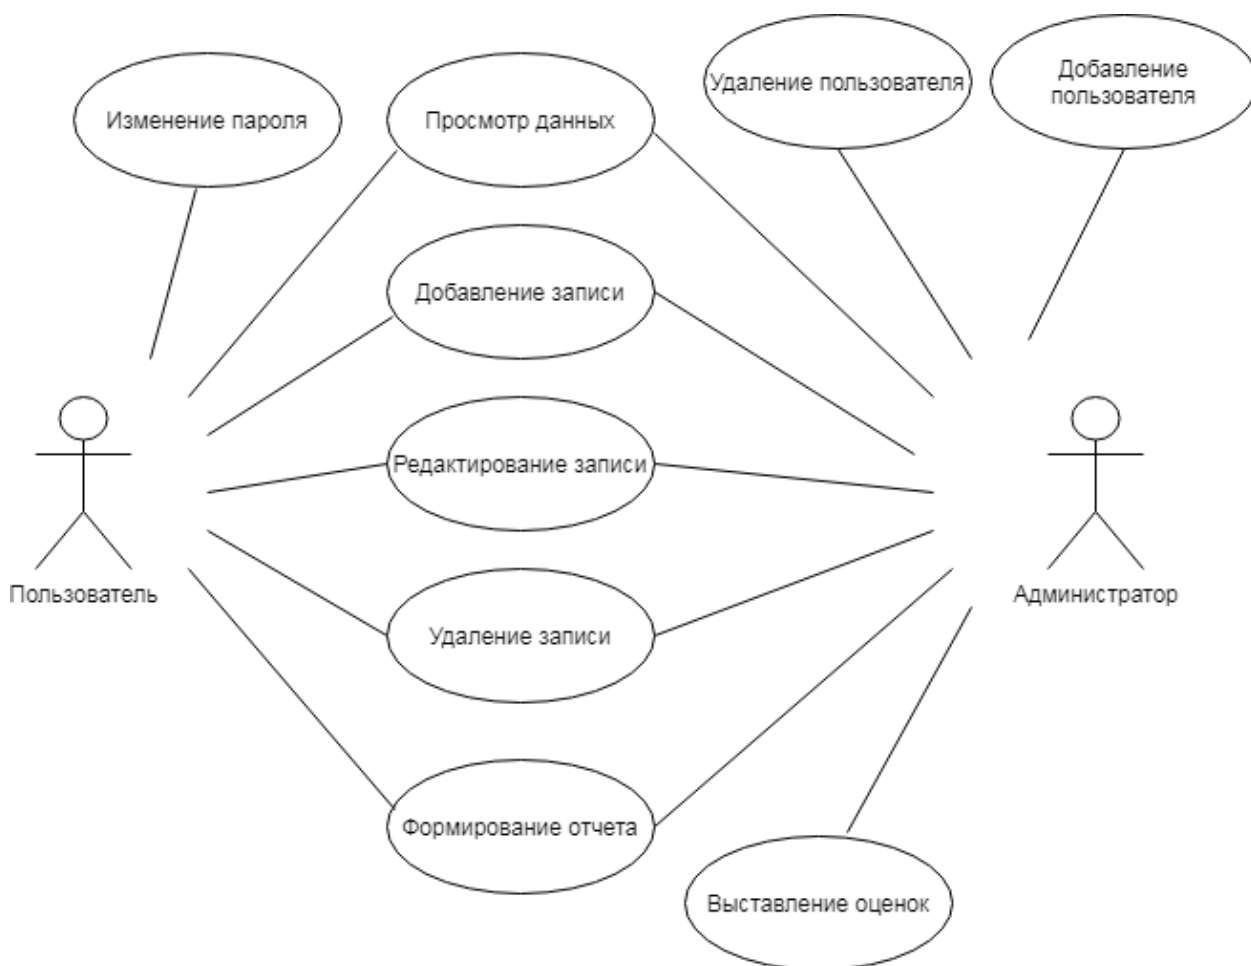 Удаление пользователя
Добавление
пользователя
Изменение пароля
Просмотр данных
Добавление записи
Редактирование записи
Пользователь
Администратор
Удаление записи
Формирование отчета
Выставление оценок